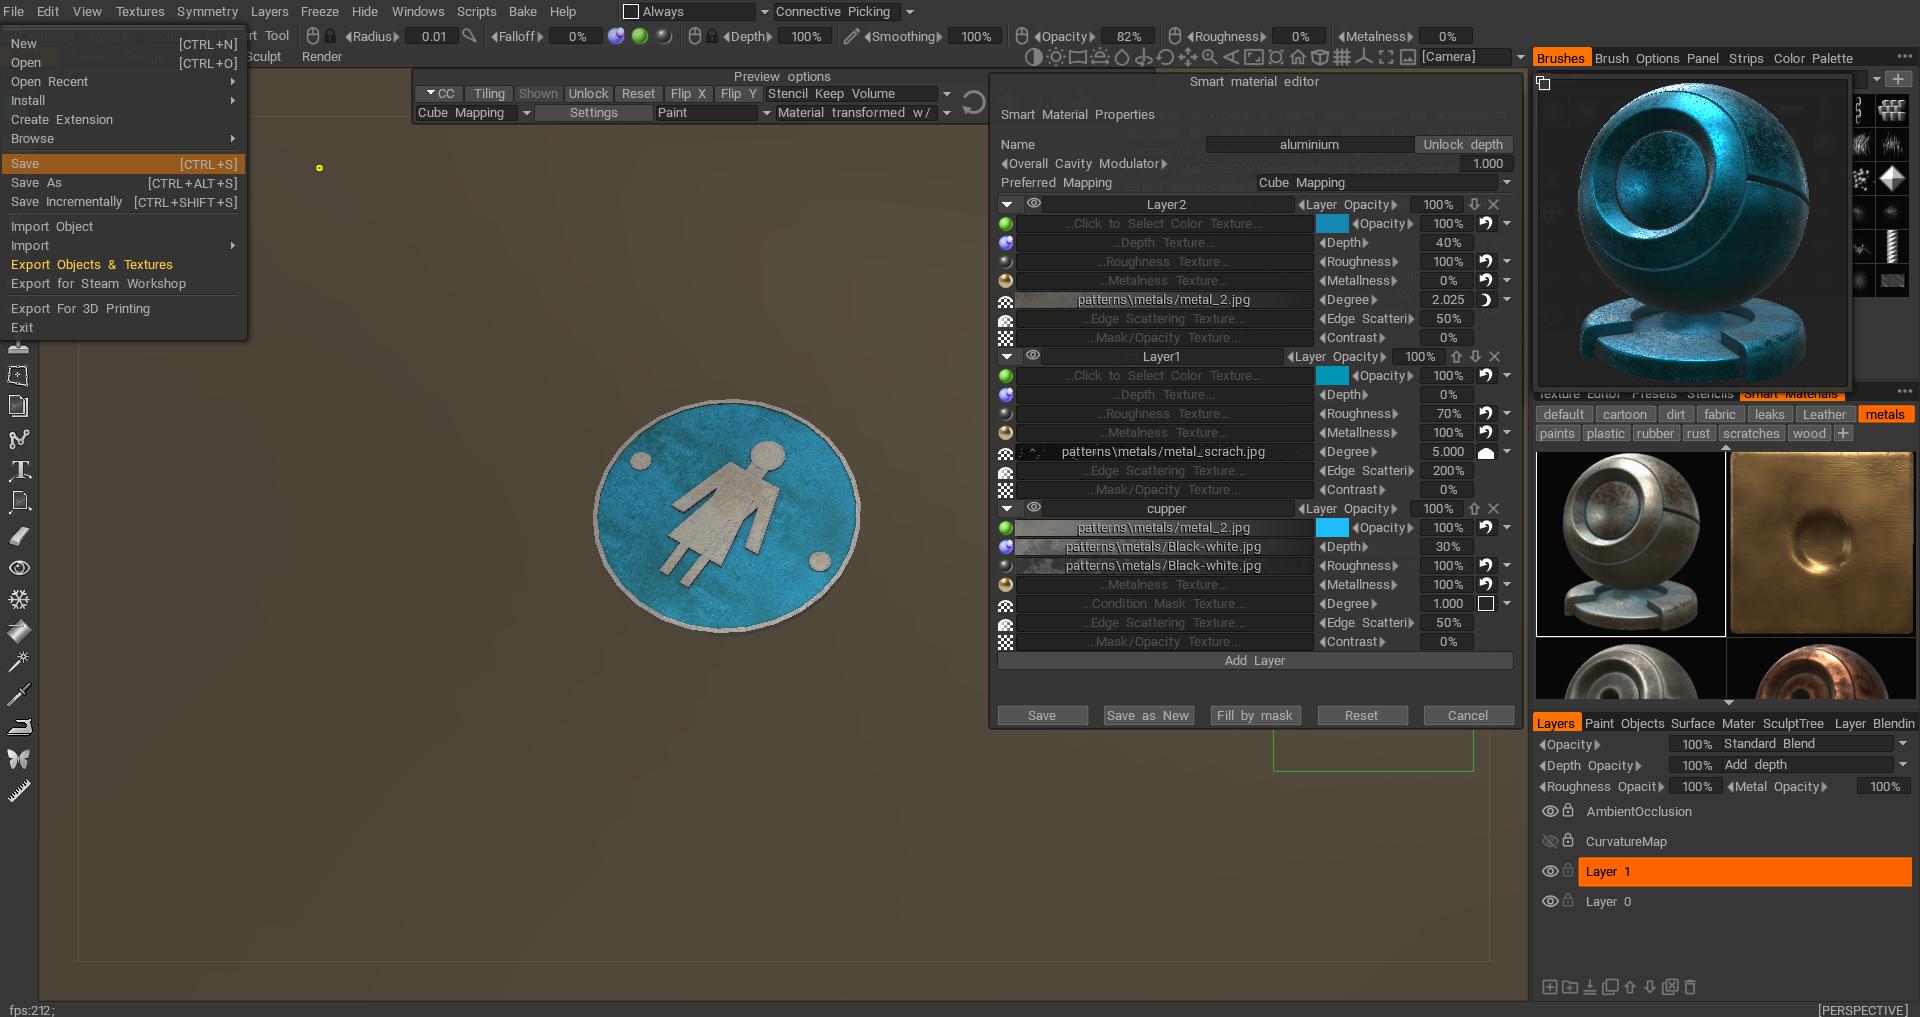 File Edit View Textures Symmetry Layers Freeze Hide Windows Scripts Bake Help Always Connective Picking
rt Tool Radius 0.01 Falloff 0% Depth 100% Smoothing 100% Opacity 82% Roughness 0% Metalness 0%
culpt Render [Camera]
New [CTRL+N]
Open [CTRL+O]
Open Recent
Install
Create Extension
Browse
Save [CTRL+S]
Save As [CTRL+ALT+S]
Save Incrementally [CTRL+SHIFT+S]
Import Object
Import
Export Objects & Textures
Export for Steam Workshop
Export For 3D Printing
Exit
Preview options
CC Tiling Shown Unlock Reset Flip X Flip Y Stencil Keep Volume
Cube Mapping Settings Paint Material transformed w/
Smart material editor
Smart Material Properties
Name aluminium Unlock depth
Overall Cavity Modulator 1.000
Preferred Mapping Cube Mapping
Layer2 Layer Opacity 100%
...Click to Select Color Texture... Opacity 100%
...Depth Texture... Depth 40%
...Roughness Texture... Roughness 100%
...Metalness Texture... Metallness 0%
patterns\metals/metal_2.jpg Degree 2.025
...Edge Scattering Texture... Edge Scatteri 50%
...Mask/Opacity Texture... Contrast 0%
Layer1 Layer Opacity 100%
...Click to Select Color Texture... Opacity 100%
...Depth Texture... Depth 0%
...Roughness Texture... Roughness 70%
...Metalness Texture... Metallness 100%
patterns\metals/metal_scrach.jpg Degree 5.000
...Edge Scattering Texture... Edge Scatteri 200%
...Mask/Opacity Texture... Contrast 0%
cupper Layer Opacity 100%
patterns\metals/metal_2.jpg Opacity 100%
patterns\metals/Black-white.jpg Depth 30%
patterns\metals/Black-white.jpg Roughness 100%
...Metalness Texture... Metallness 100%
...Condition Mask Texture... Degree 1.000
...Edge Scattering Texture... Edge Scatteri 50%
...Mask/Opacity Texture... Contrast 0%
Add Layer
Save Save as New Fill by mask Reset Cancel
Brushes Brush Options Panel Strips Color Palette
Texture Editor Presets Stencils Smart Materials
default cartoon dirt fabric leaks Leather metals
paints plastic rubber rust scratches wood
Layers Paint Objects Surface Mater SculptTree Layer Blendin
Opacity 100% Standard Blend
Depth Opacity 100% Add depth
Roughness Opacit 100% Metal Opacity 100%
AmbientOcclusion
CurvatureMap
Layer 1
Layer 0
fps:212; [PERSPECTIVE]